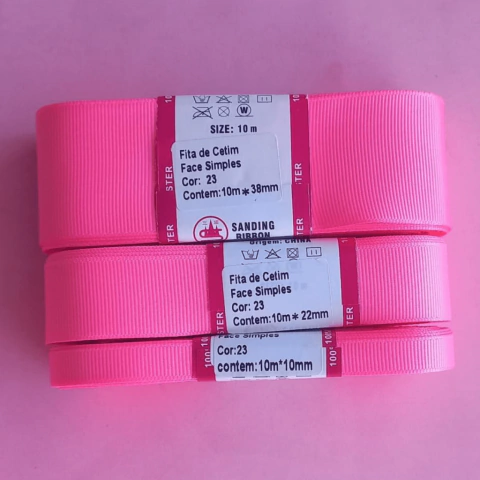 SIZE: 10 m
Fita de Cetim
Face Simples
Cor: 23
Contem:10m*38mm
SANDING
RIBBON
Origem: CHINA
Fita de Cetim
Face Simples
Cor: 23
Contem:10m*22mm
Face Simples
Cor:23
contem:10m*10mm